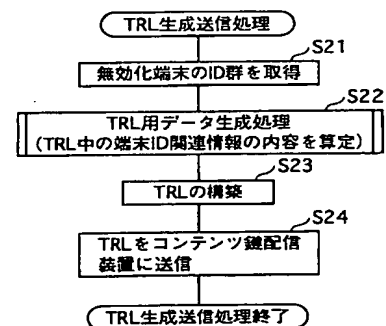 TRL生成送信処理
S21
無効化端末のID群を取得
S22
TRL用データ生成処理
(TRL中の端末ID関連情報の内容を算定)
S23
TRLの構築
S24
TRLをコンテンツ鍵配信
装置に送信
TRL生成送信処理終了